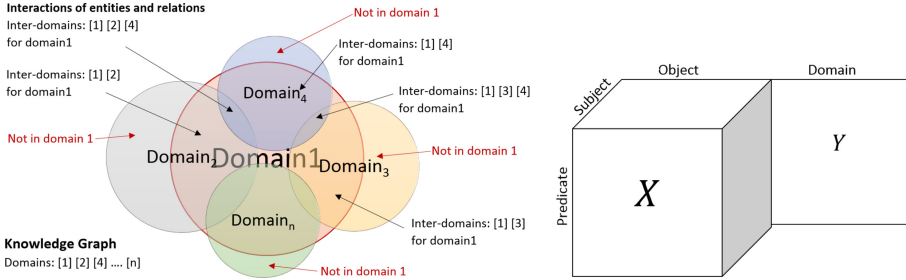 Interactions of entities and relations
Inter-domains: [1] [2] [4]
for domain1
Inter-domains: [1] [2]
for domain1
Not in domain 1
Not in domain 1
Inter-domains: [1] [4]
for domain1
Inter-domains: [1] [3] [4]
for domain1
Not in domain 1
Domain4
Domain2
Domain1
Domain3
Domainn
Inter-domains: [1] [3]
for domain1
Not in domain 1
Knowledge Graph
Domains: [1] [2] [4] .... [n]
Object
Domain
Subject
Predicate
X
Y